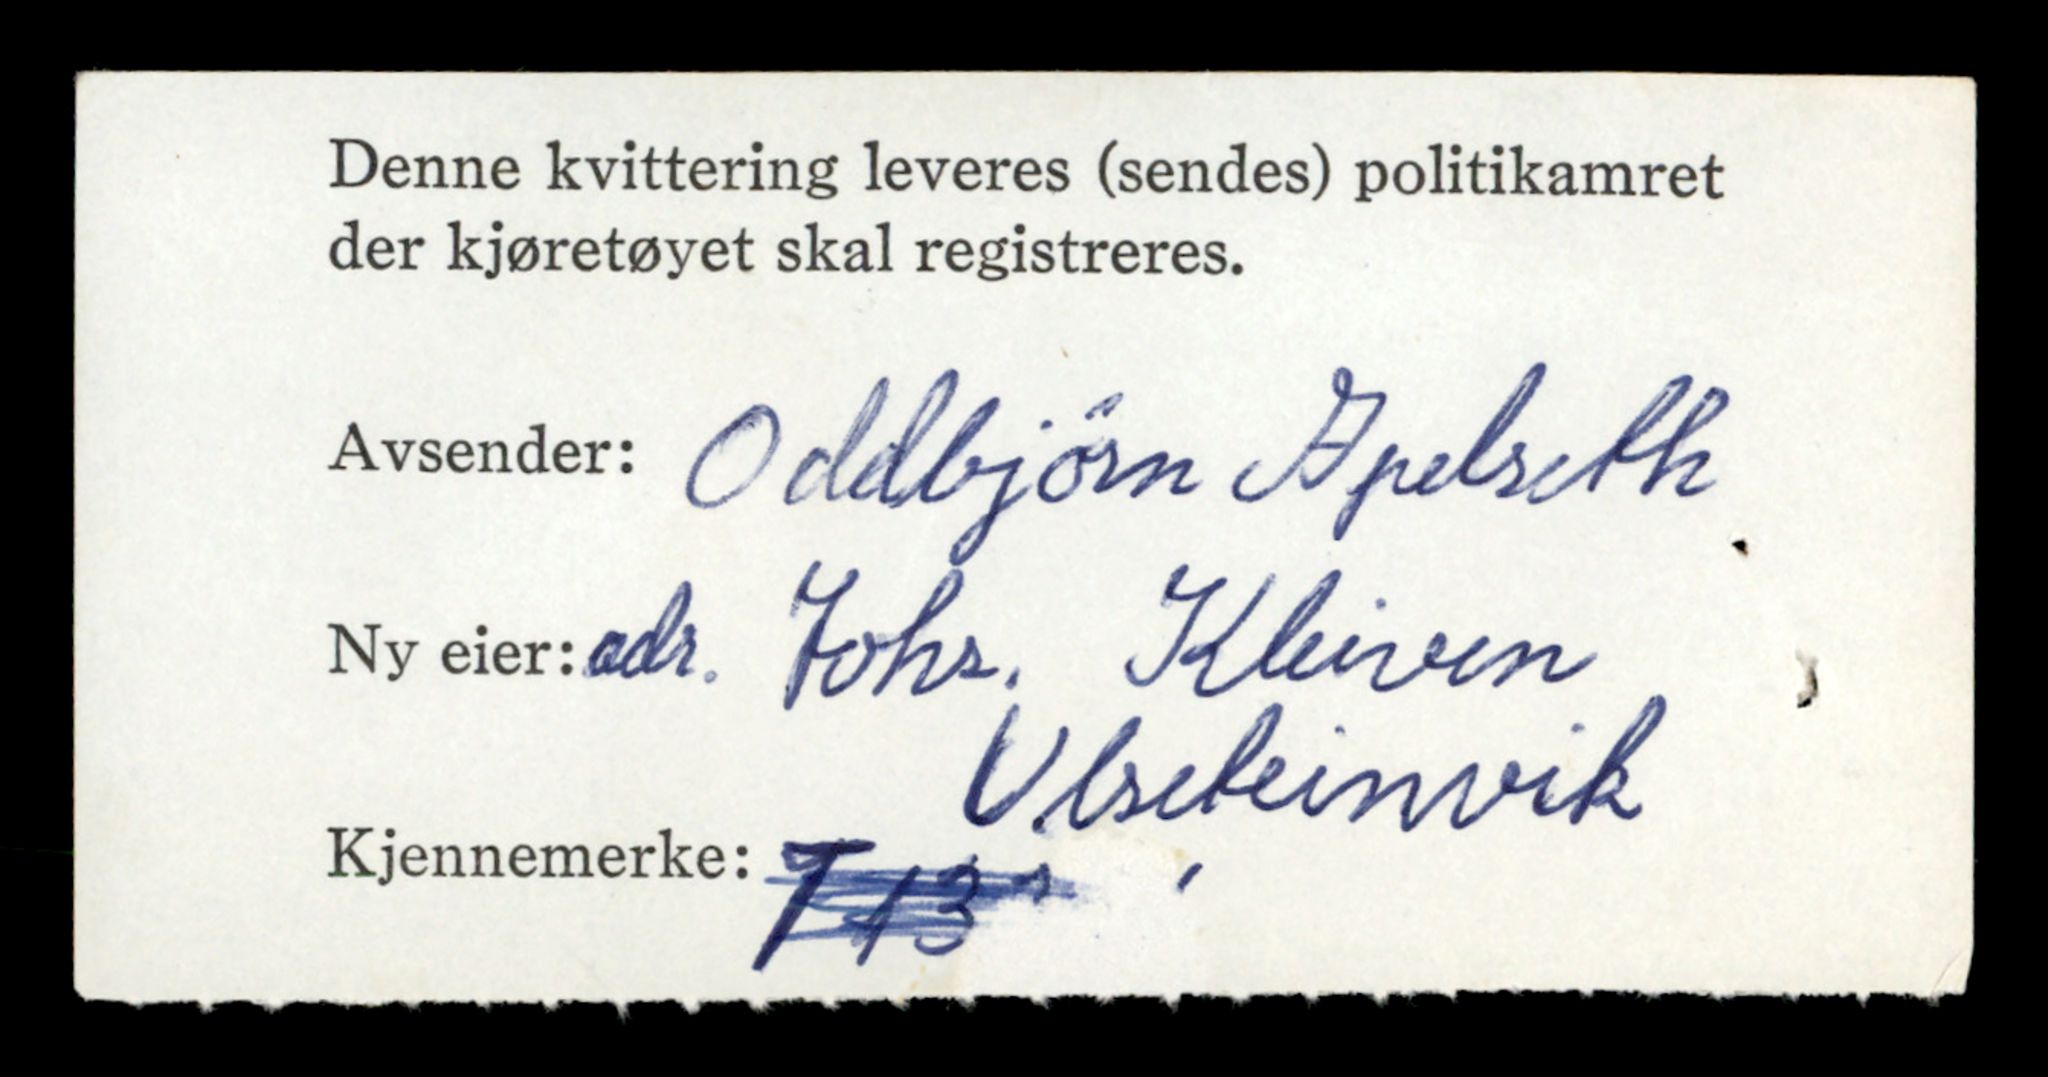 Denne kvittering leveres (sendes) politikamret
der kjøretøyet skal registreres.
Avsender: Oddbjörn Apelseth
Ny eier: adr. Johs. Kleiven
Ulsteinvik
Kjennemerke: T 13